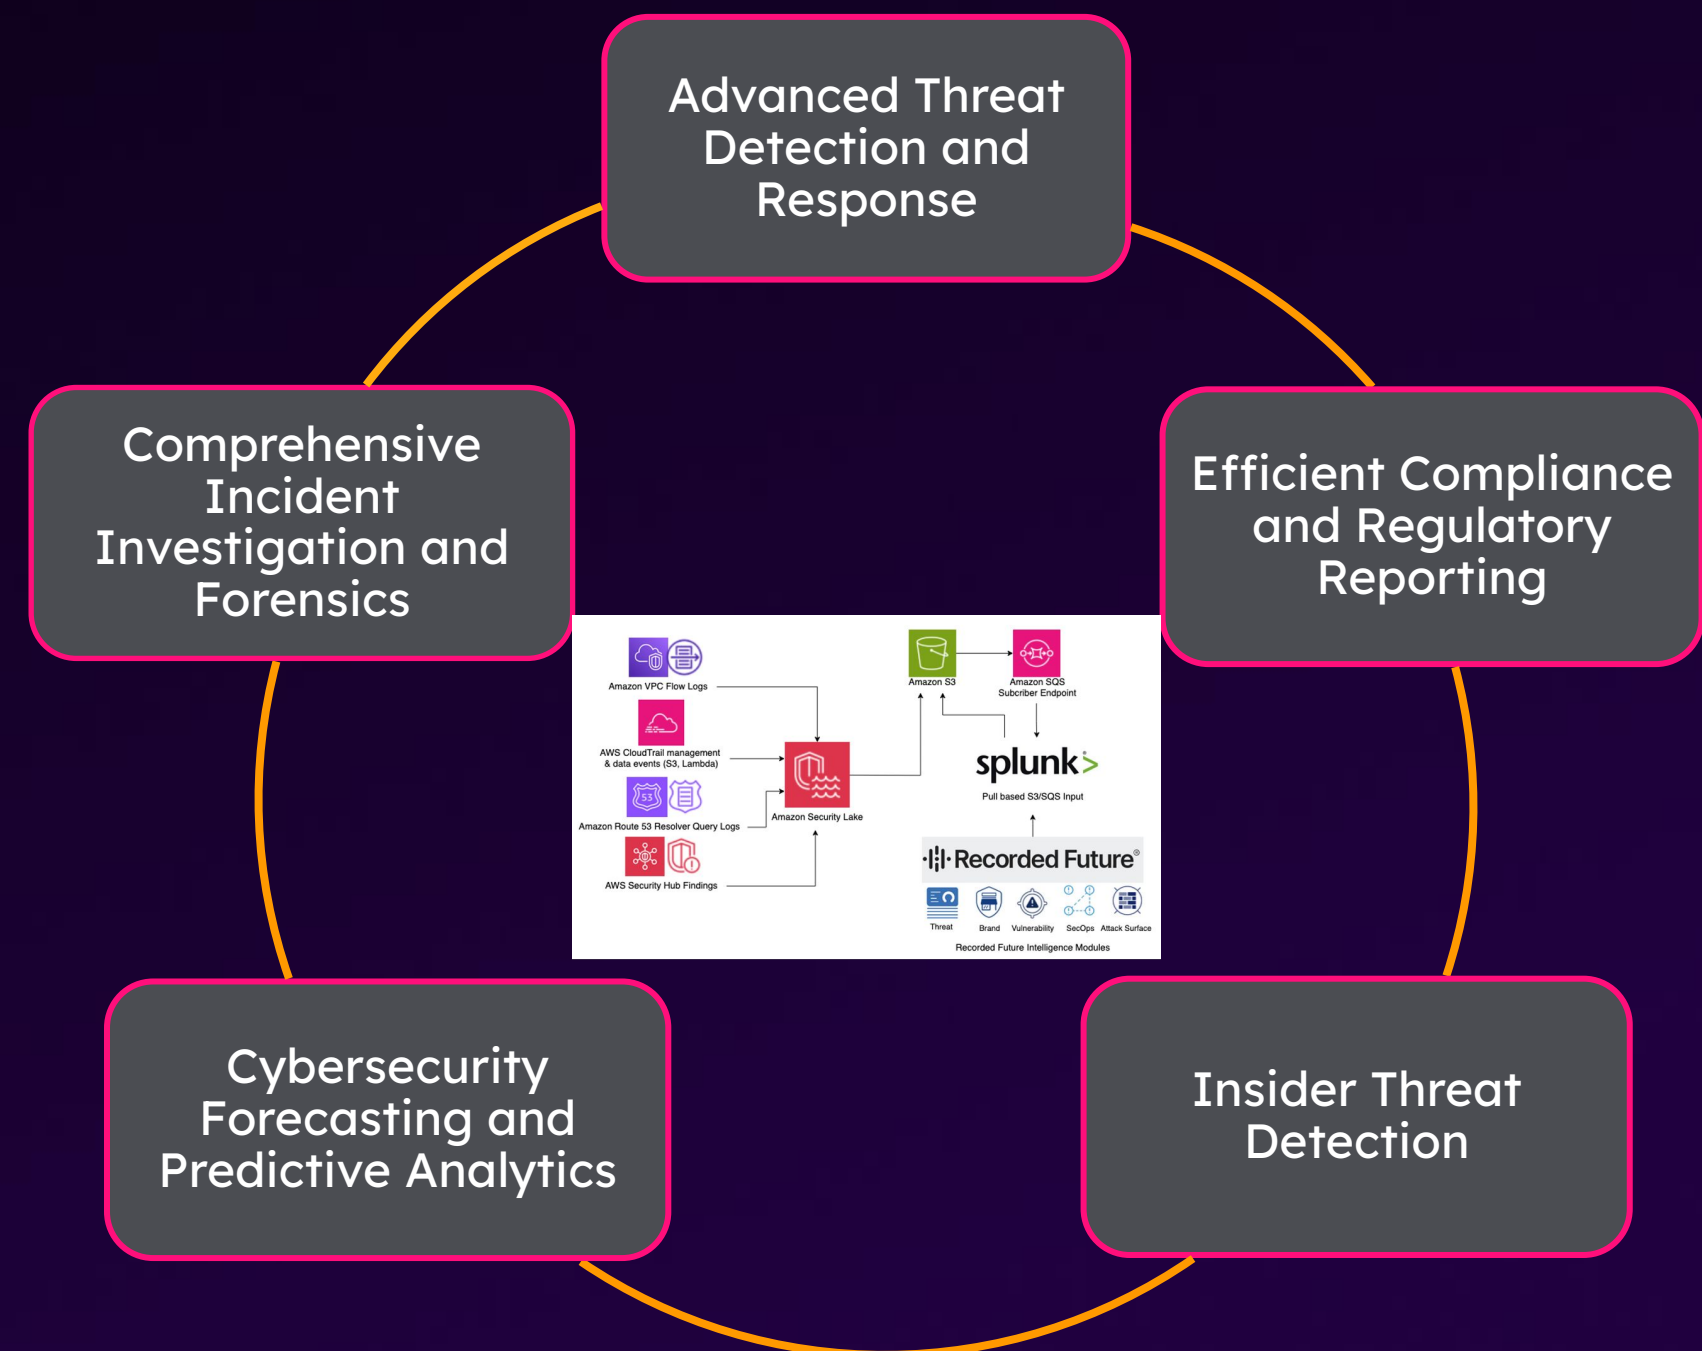 Advanced Threat
Detection and
Response
Comprehensive
Incident
Investigation and
Forensics
Efficient Compliance
and Regulatory
Reporting
Amazon VPC Flow Logs
AWS CloudTrail management
& data events (S3, Lambda)
53
Amazon Route 53 Resolver Query Logs
AWS Security Hub Findings
Amazon Security Lake
Amazon S3
Amazon SQS
Subcriber Endpoint
splunk>
Pull based S3/SQS Input
Recorded Future®
Threat
Brand
Vulnerability
SecOps
Attack Surface
Recorded Future Intelligence Modules
Cybersecurity
Forecasting and
Predictive Analytics
Insider Threat
Detection